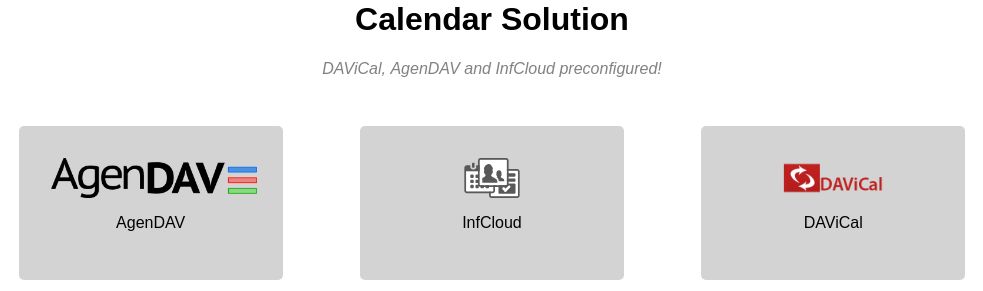 Calendar Solution
DAViCal, AgenDAV and InfCloud preconfigured!
AgenDAV
DAViCal
AgenDAV
InfCloud
DAViCal